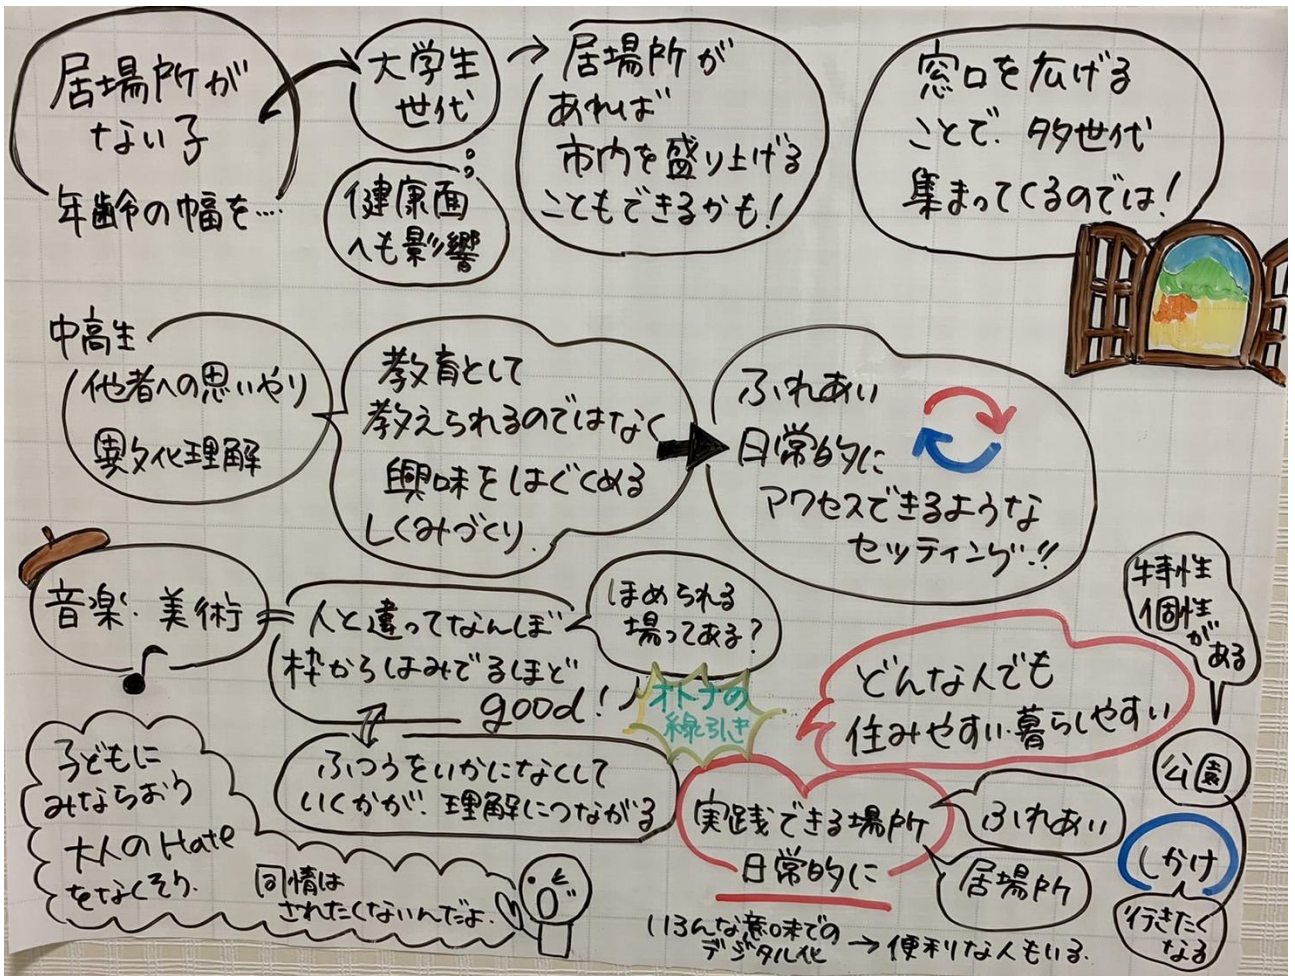 居場所が
ない子
年齢の幅を…
大学生
世代
健康面
へも影響
居場所が
あれば
市内を盛り上げる
こともできるかも!
窓口を広げる
ことで、多世代
集まってくるのでは!
中高生
他者への思いやり
異文化理解
教育として
教えられるのではなく
興味をはぐくめる
しくみづくり.
ふれあい
日常的に
アクセスできるような
セッティング!!
音楽・美術
人と違ってなんぼ
枠からはみでるほど
good!
ほめられる
場ってある?
オトナの
線引き
ふつうをいかになくして
いくかが、理解につながる
子どもに
みならおう
大人のHate
をなくそう.
同情は
されたくないんだよ.
どんな人でも
住みやすい・暮らしやすい
実践できる場所
日常的に
ふれあい
居場所
特性
個性
が
ある
公園
しかけ
行きたく
なる
いろんな意味での
デジタル化 → 便利な人もいる.